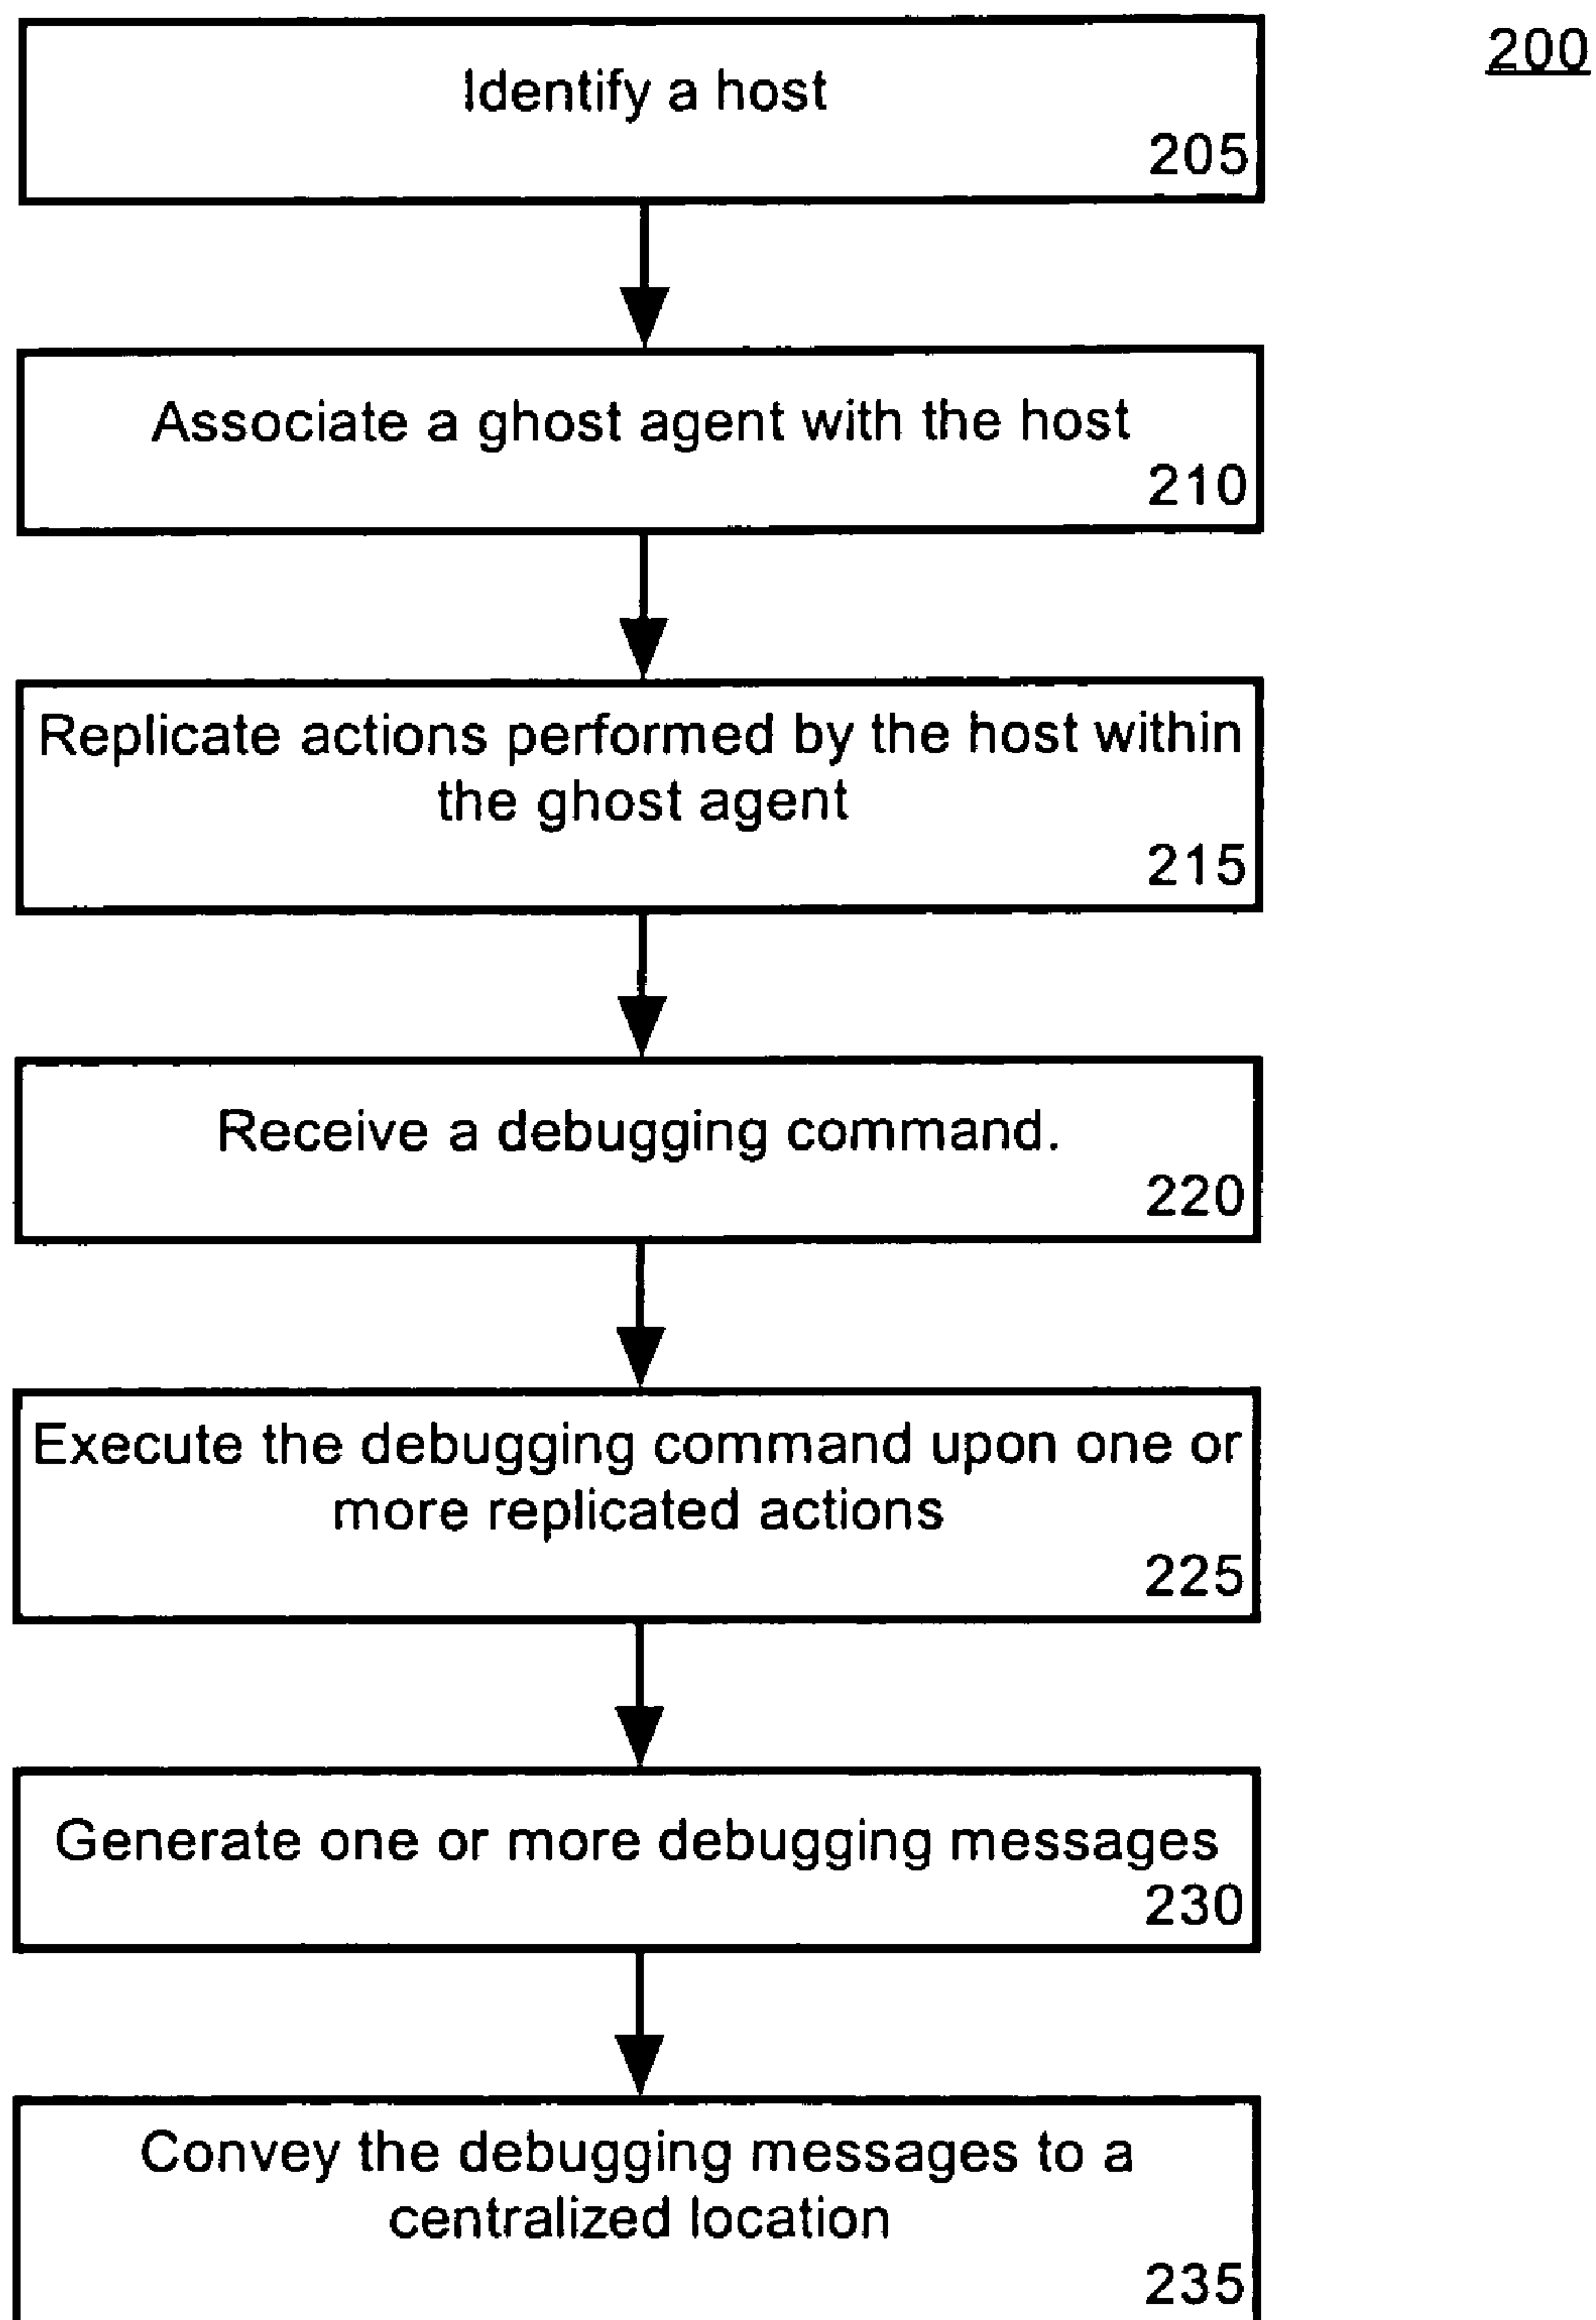 200
Identify a host
205
Associate a ghost agent with the host
210
Replicate actions performed by the host within
the ghost agent
215
Receive a debugging command.
220
Execute the debugging command upon one or
more replicated actions
225
Generate one or more debugging messages
230
Convey the debugging messages to a
centralized location
235